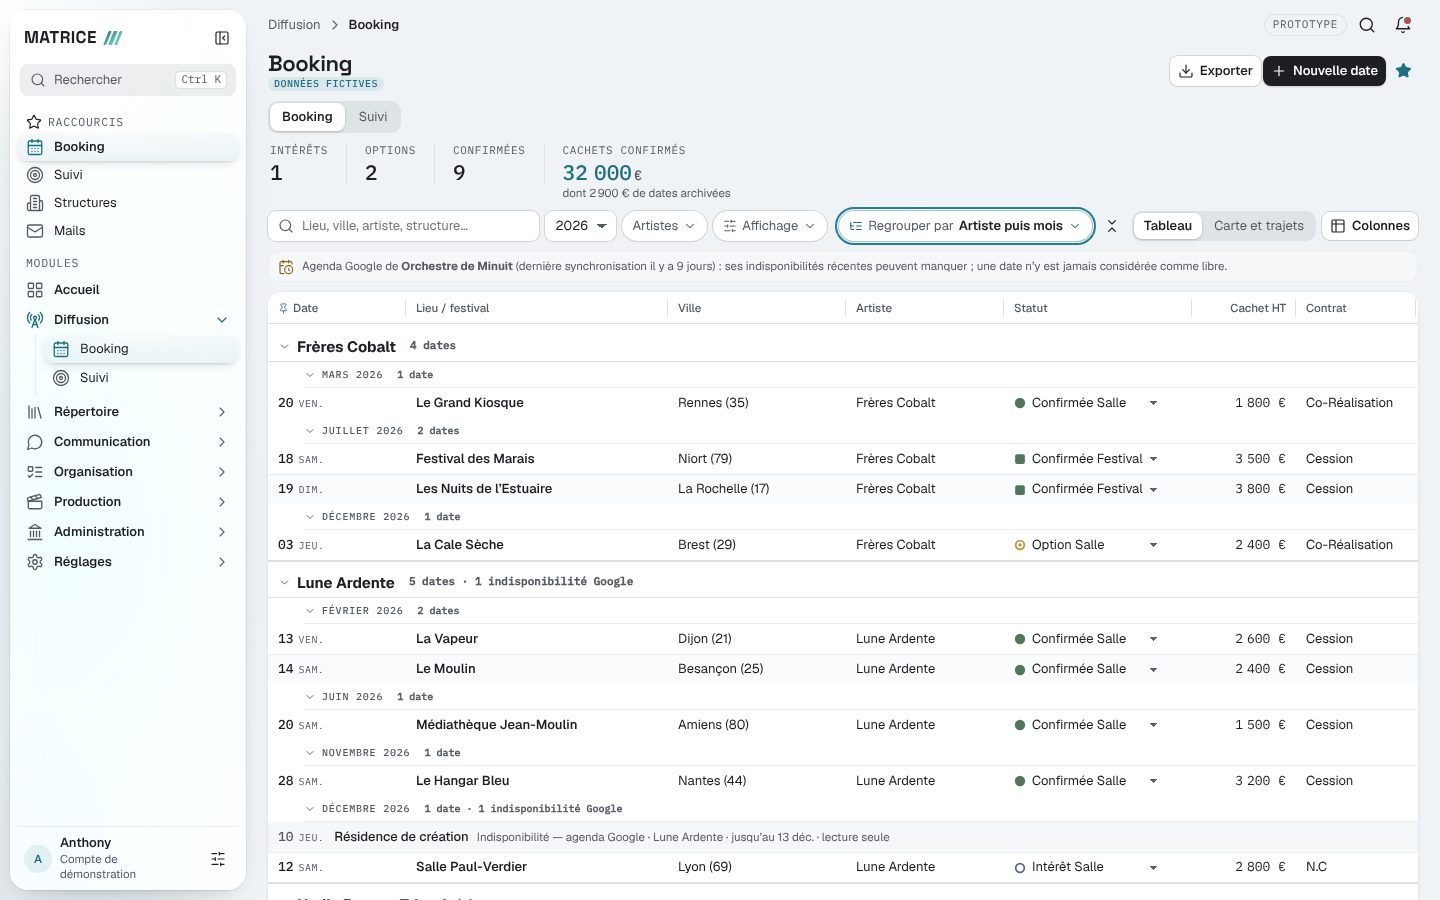 MATRICE
Rechercher Ctrl K
RACCOURCIS
Booking
Suivi
Structures
Mails
MODULES
Accueil
Diffusion
Booking
Suivi
Répertoire
Communication
Organisation
Production
Administration
Réglages
A Anthony
Compte de
démonstration
Diffusion Booking
PROTOTYPE
Booking
DONNÉES FICTIVES
Exporter
Nouvelle date
Booking Suivi
INTÉRÊTS OPTIONS CONFIRMÉES CACHETS CONFIRMÉS
1 2 9 32 000 €
dont 2 900 € de dates archivées
Lieu, ville, artiste, structure… 2026 Artistes Affichage Regrouper par Artiste puis mois Tableau Carte et trajets Colonnes
Agenda Google de Orchestre de Minuit (dernière synchronisation il y a 9 jours) : ses indisponibilités récentes peuvent manquer ; une date n'y est jamais considérée comme libre.
Date Lieu / festival Ville Artiste Statut Cachet HT Contrat
Frères Cobalt 4 dates
MARS 2026 1 date
20 VEN. Le Grand Kiosque Rennes (35) Frères Cobalt Confirmée Salle 1 800 € Co-Réalisation
JUILLET 2026 2 dates
18 SAM. Festival des Marais Niort (79) Frères Cobalt Confirmée Festival 3 500 € Cession
19 DIM. Les Nuits de l'Estuaire La Rochelle (17) Frères Cobalt Confirmée Festival 3 800 € Cession
DÉCEMBRE 2026 1 date
03 JEU. La Cale Sèche Brest (29) Frères Cobalt Option Salle 2 400 € Co-Réalisation
Lune Ardente 5 dates · 1 indisponibilité Google
FÉVRIER 2026 2 dates
13 VEN. La Vapeur Dijon (21) Lune Ardente Confirmée Salle 2 600 € Cession
14 SAM. Le Moulin Besançon (25) Lune Ardente Confirmée Salle 2 400 € Cession
JUIN 2026 1 date
20 SAM. Médiathèque Jean-Moulin Amiens (80) Lune Ardente Confirmée Salle 1 500 € Cession
NOVEMBRE 2026 1 date
28 SAM. Le Hangar Bleu Nantes (44) Lune Ardente Confirmée Salle 3 200 € Cession
DÉCEMBRE 2026 1 date · 1 indisponibilité Google
10 JEU. Résidence de création Indisponibilité — agenda Google · Lune Ardente · jusqu'au 13 déc. · lecture seule
12 SAM. Salle Paul-Verdier Lyon (69) Lune Ardente Intérêt Salle 2 800 € N.C